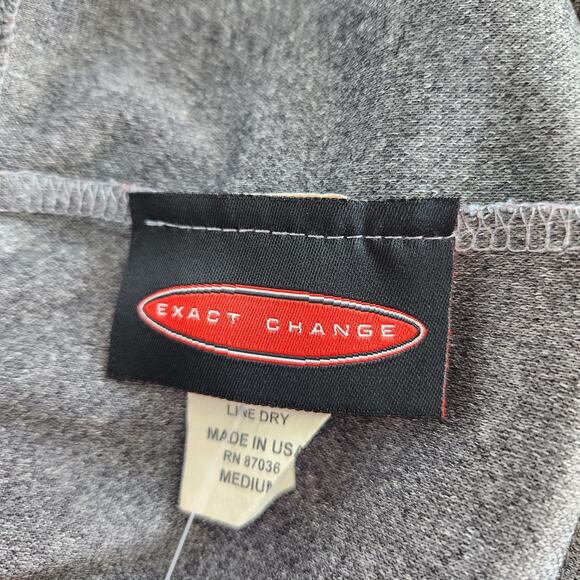 EXACT CHANGE
LINE DRY
MADE IN USA
RN 87036
MEDIUM